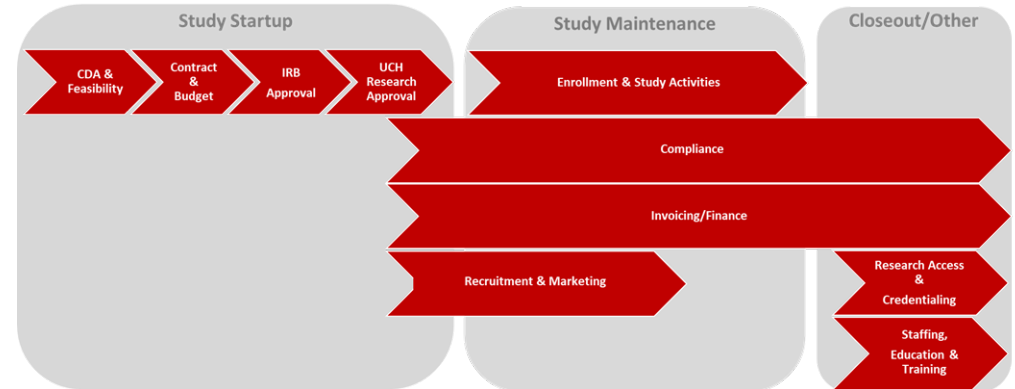 Study Startup
Study Maintenance
Closeout/Other
CDA &
Feasibility
Contract
&
Budget
IRB
Approval
UCH
Research
Approval
Enrollment & Study Activities
Compliance
Invoicing/Finance
Recruitment & Marketing
Research Access
&
Credentialing
Staffing,
Education &
Training